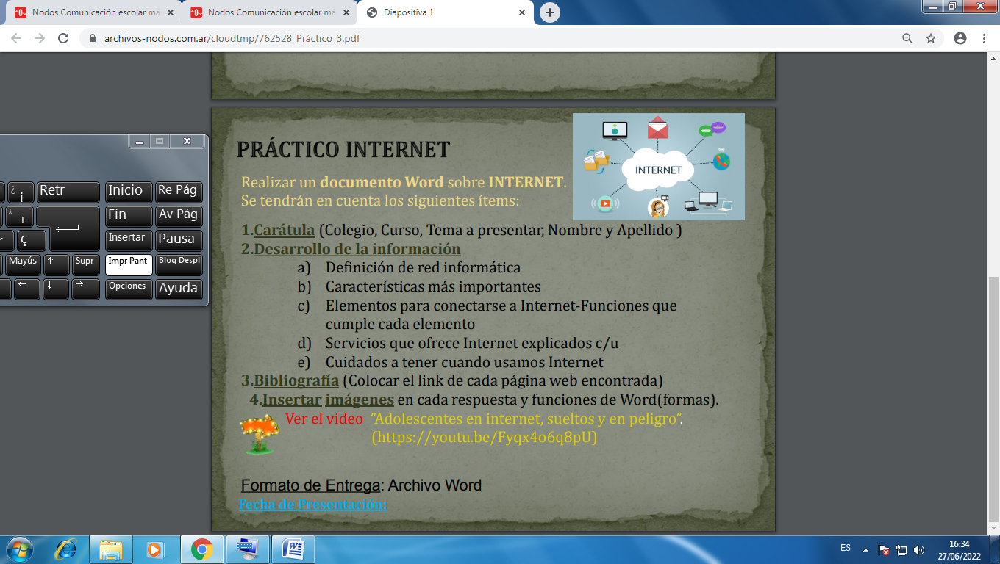 Nodos Comunicación escolar má
Nodos Comunicación escolar má
Diapositiva 1
archivos-nodos.com.ar/cloudtmp/762528_Práctico_3.pdf
PRÁCTICO INTERNET
INTERNET
Realizar un documento Word sobre INTERNET.
Se tendrán en cuenta los siguientes ítems:
1.Carátula (Colegio, Curso, Tema a presentar, Nombre y Apellido )
2.Desarrollo de la información
a) Definición de red informática
b) Características más importantes
c) Elementos para conectarse a Internet-Funciones que
cumple cada elemento
d) Servicios que ofrece Internet explicados c/u
e) Cuidados a tener cuando usamos Internet
3.Bibliografía (Colocar el link de cada página web encontrada)
4.Insertar imágenes en cada respuesta y funciones de Word(formas).
Ver el video "Adolescentes en internet, sueltos y en peligro".
(https://youtu.be/Fyqx4o6q8pU)
Formato de Entrega: Archivo Word
Fecha de Presentación:
¿ ¡ Retr Inicio Re Pág
* + Fin Av Pág
ç Insertar Pausa
Mayús ↑ Supr Impr Pant Bloq Despl
← ↓ → Opciones Ayuda
ES
16:34
27/06/2022